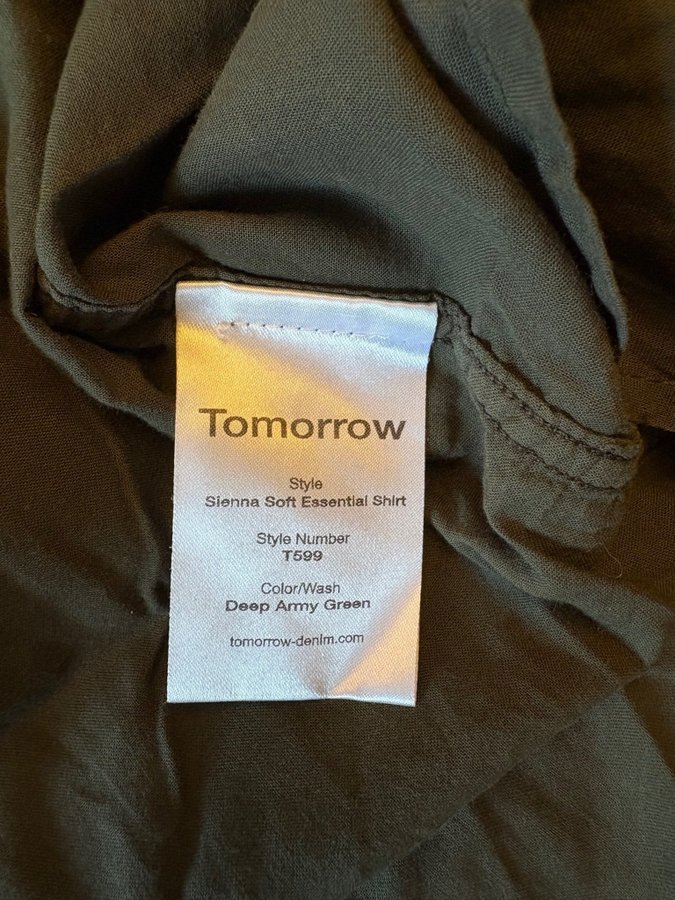 Tomorrow
Style
Sienna Soft Essential Shirt
Style Number
T599
Color/Wash
Deep Army Green
tomorrow-denim.com